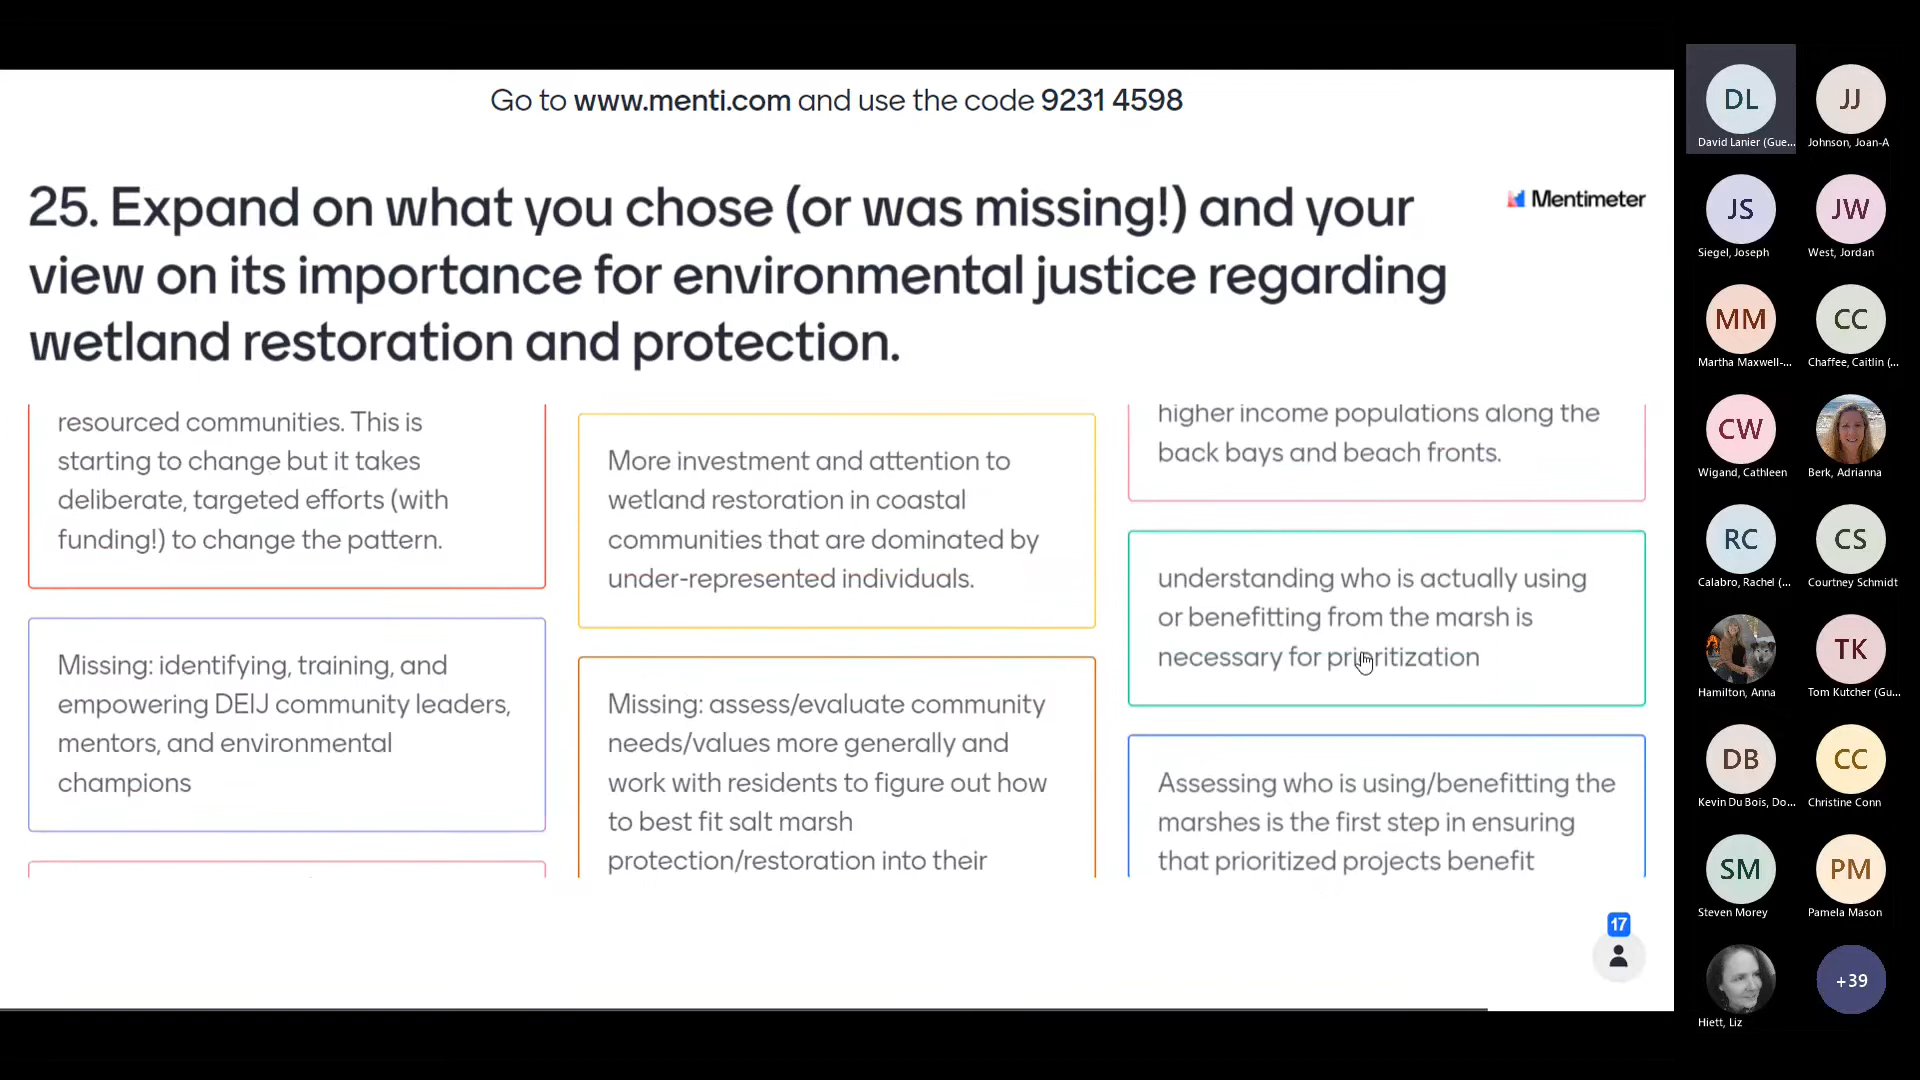 Go to www.menti.com and use the code 9231 4598
25. Expand on what you chose (or was missing!) and your
view on its importance for environmental justice regarding
wetland restoration and protection.
Mentimeter
resourced communities. This is
starting to change but it takes
deliberate, targeted efforts (with
funding!) to change the pattern.
Missing: identifying, training, and
empowering DEIJ community leaders,
mentors, and environmental
champions
More investment and attention to
wetland restoration in coastal
communities that are dominated by
under-represented individuals.
Missing: assess/evaluate community
needs/values more generally and
work with residents to figure out how
to best fit salt marsh
protection/restoration into their
higher income populations along the
back bays and beach fronts.
understanding who is actually using
or benefitting from the marsh is
necessary for prioritization
Assessing who is using/benefitting the
marshes is the first step in ensuring
that prioritized projects benefit
17
DL
David Lanier (Gue...
JJ
Johnson, Joan-A
JS
Siegel, Joseph
JW
West, Jordan
MM
Martha Maxwell-...
CC
Chaffee, Caitlin (...
CW
Wigand, Cathleen
Berk, Adrianna
RC
Calabro, Rachel (...
CS
Courtney Schmidt
Hamilton, Anna
TK
Tom Kutcher (Gu...
DB
Kevin Du Bois, Do...
CC
Christine Conn
SM
Steven Morey
PM
Pamela Mason
Hiett, Liz
+39